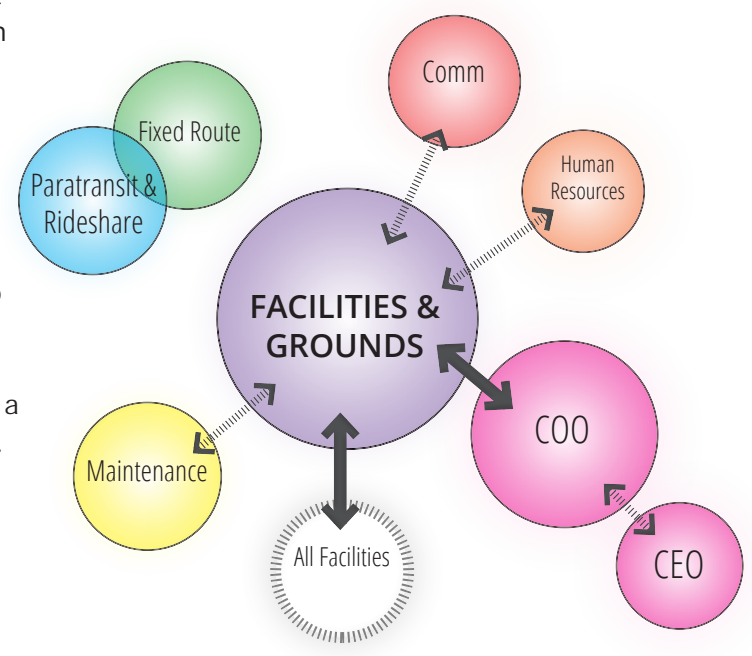 n
Comm
Fixed Route
Human
Resources
Paratransit &
Rideshare
FACILITIES &
GROUNDS
a
COO
Maintenance
All Facilities
CEO